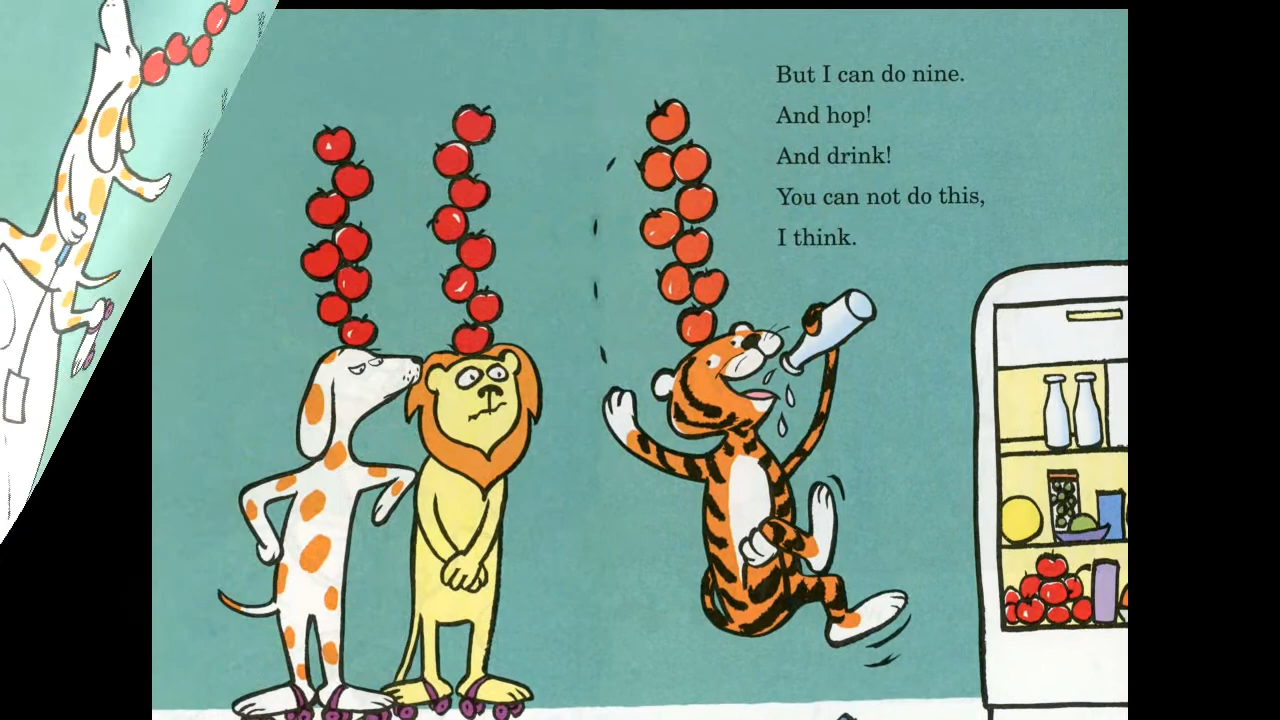 But I can do nine.
And hop!
And drink!
You can not do this,
I think.